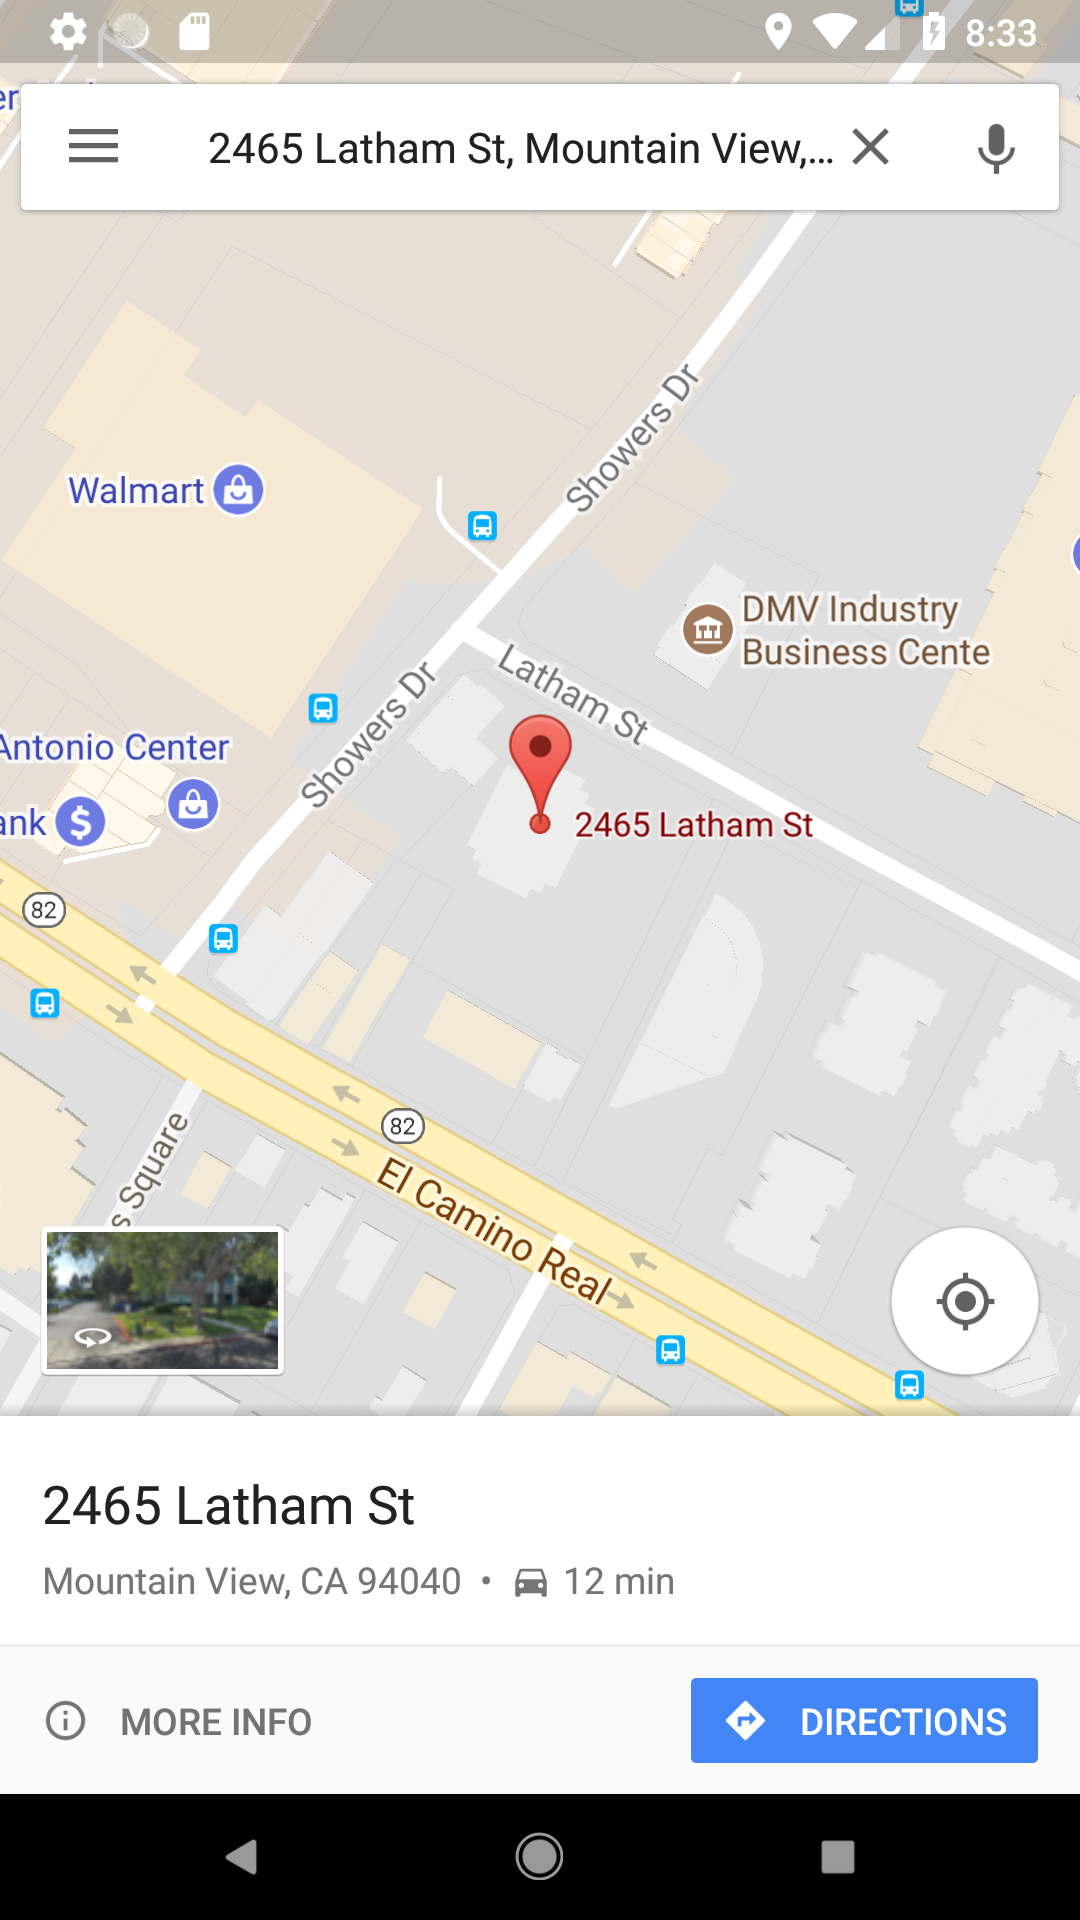 8:33
er
2465 Latham St, Mountain View,...
Showers Dr
Walmart
DMV Industry
Business Cente
Latham St
Showers Dr
Antonio Center
ank
2465 Latham St
82
82
s Square
El Camino Real
2465 Latham St
Mountain View, CA 94040 • 12 min
MORE INFO
DIRECTIONS